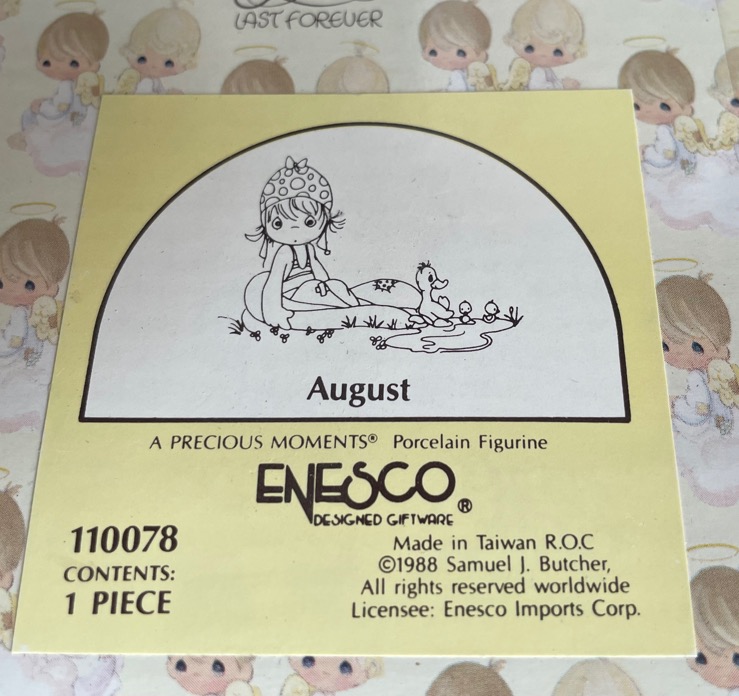 LAST FOREVER
August
A PRECIOUS MOMENTS® Porcelain Figurine
ENESCO®
DESIGNED GIFTWARE
110078
CONTENTS:
1 PIECE
Made in Taiwan R.O.C
©1988 Samuel J. Butcher,
All rights reserved worldwide
Licensee: Enesco Imports Corp.